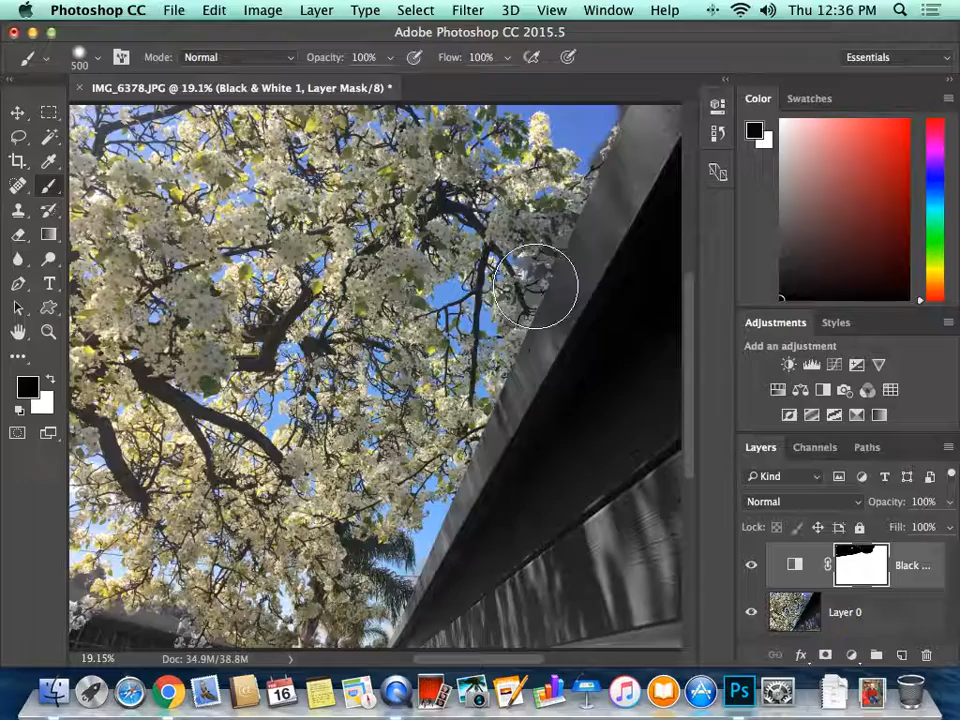 Photoshop CC File Edit Image Layer Type Select Filter 3D View Window Help Thu 12:36 PM
Adobe Photoshop CC 2015.5
500 Mode: Normal Opacity: 100% Flow: 100% Essentials
IMG_6378.JPG @ 19.1% (Black & White 1, Layer Mask/8) *
Color Swatches
Adjustments Styles
Add an adjustment
Layers Channels Paths
Kind
Normal Opacity: 100%
Lock: Fill: 100%
Black ...
Layer 0
19.15% Doc: 34.9M/38.8M
16
Ps